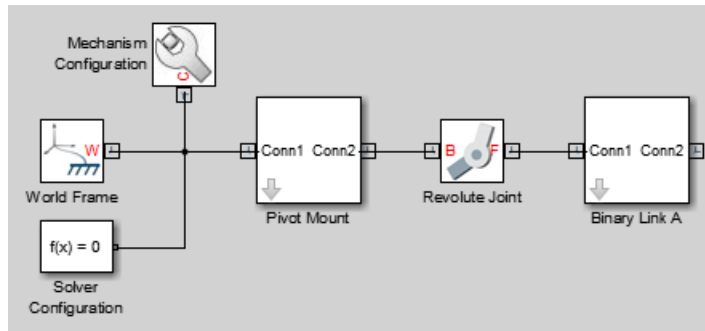 Mechanism
Configuration
C
W
World Frame
f(x) = 0
Solver
Configuration
Conn1 Conn2
Pivot Mount
B F
Revolute Joint
Conn1 Conn2
Binary Link A